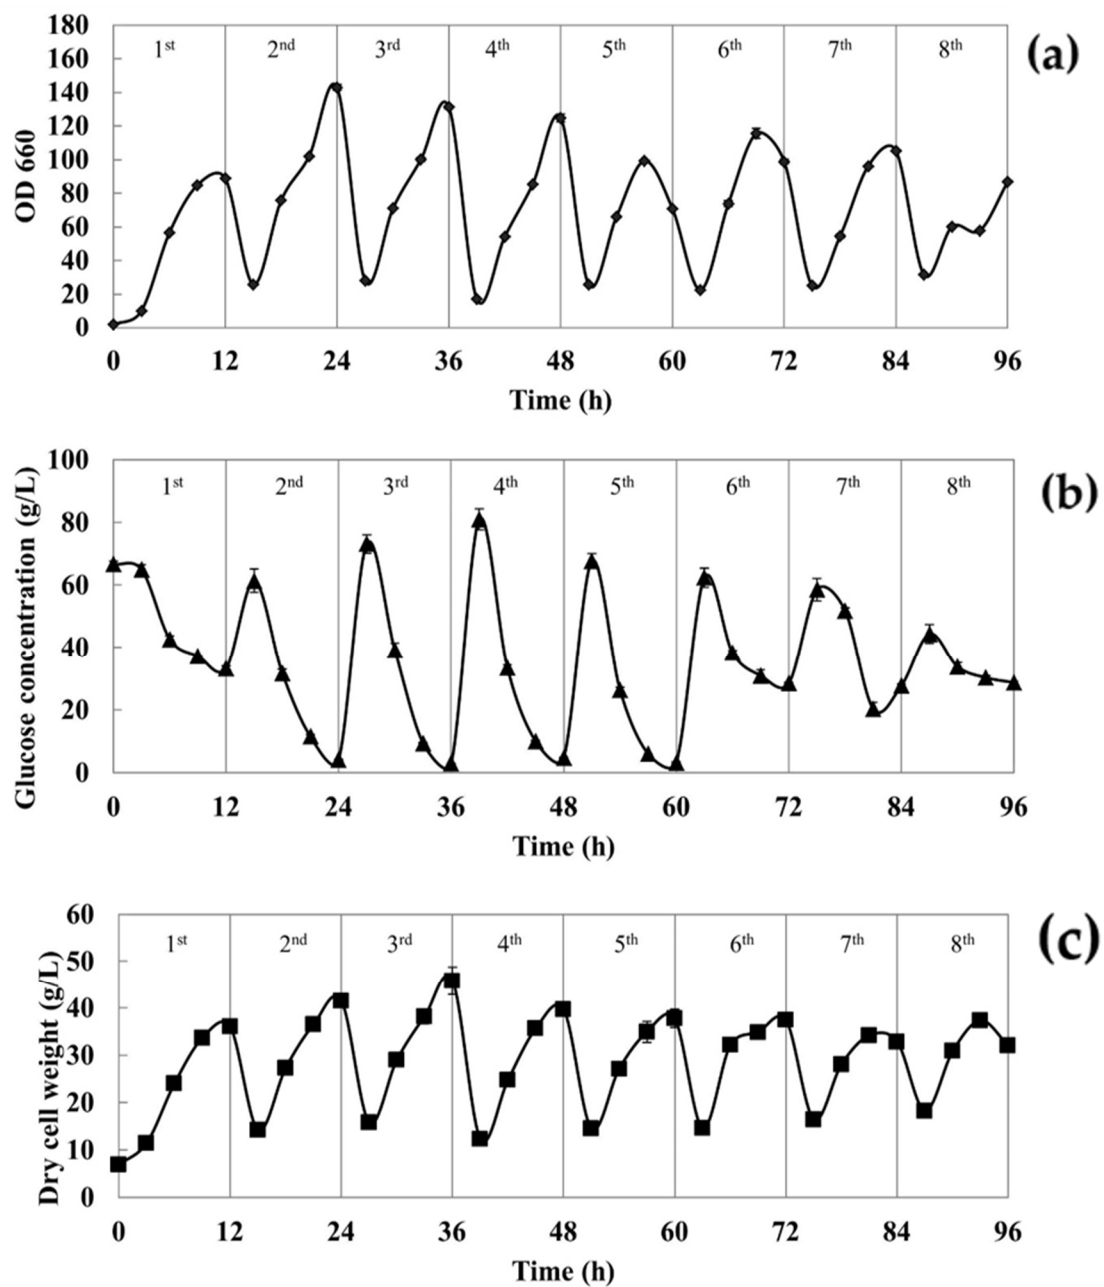 180
160
140
120
100
80
60
40
20
0
OD 660
1st 2nd 3rd 4th 5th 6th 7th 8th
(a)
0 12 24 36 48 60 72 84 96
Time (h)
100
80
60
40
20
0
Glucose concentration (g/L)
1st 2nd 3rd 4th 5th 6th 7th 8th
(b)
0 12 24 36 48 60 72 84 96
Time (h)
60
50
40
30
20
10
0
Dry cell weight (g/L)
1st 2nd 3rd 4th 5th 6th 7th 8th
(c)
0 12 24 36 48 60 72 84 96
Time (h)